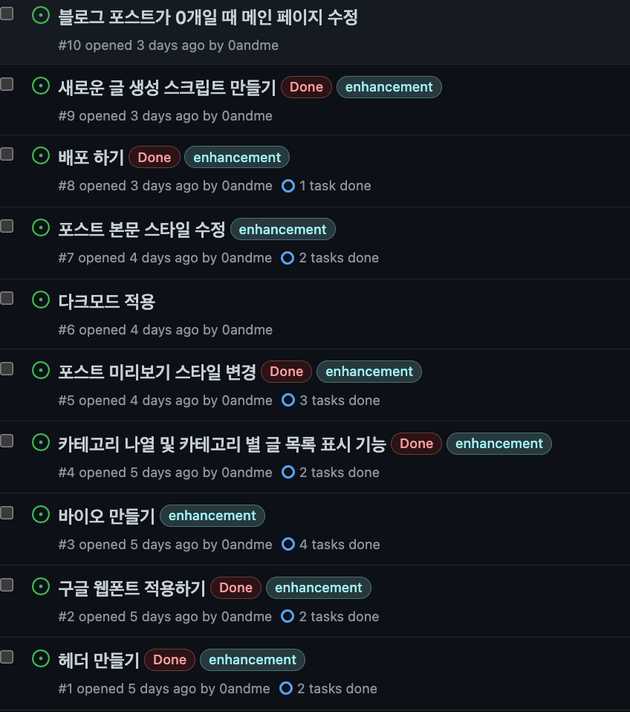 블로그 포스트가 0개일 때 메인 페이지 수정
#10 opened 3 days ago by 0andme
새로운 글 생성 스크립트 만들기 Done enhancement
#9 opened 3 days ago by 0andme
배포 하기 Done enhancement
#8 opened 3 days ago by 0andme 1 task done
포스트 본문 스타일 수정 enhancement
#7 opened 4 days ago by 0andme 2 tasks done
다크모드 적용
#6 opened 4 days ago by 0andme
포스트 미리보기 스타일 변경 Done enhancement
#5 opened 4 days ago by 0andme 3 tasks done
카테고리 나열 및 카테고리 별 글 목록 표시 기능 Done enhancement
#4 opened 5 days ago by 0andme 2 tasks done
바이오 만들기 enhancement
#3 opened 5 days ago by 0andme 4 tasks done
구글 웹폰트 적용하기 Done enhancement
#2 opened 5 days ago by 0andme 2 tasks done
헤더 만들기 Done enhancement
#1 opened 5 days ago by 0andme 2 tasks done